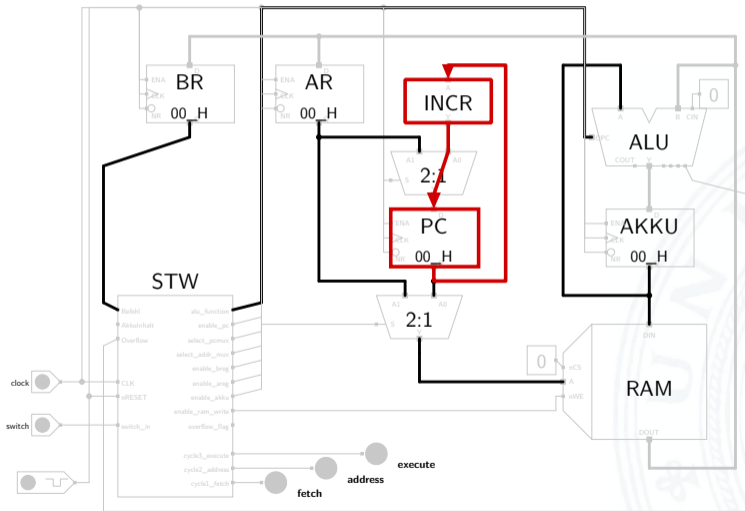 BR
D
ENA
CLK
NR
00_H
AR
D
ENA
CLK
NR
00_H
INCR
A
Y
A1
A0
S
2:1
PC
D
ENA
CLK
NR
00_H
A1
A0
S
2:1
Y
0
A
B
CIN
OPC
ALU
COUT
Y
AKKU
D
ENA
CLK
NR
00_H
STW
Befehl
AkkuInhalt
Overflow
CLK
nRESET
switch_in
alu_function
enable_pc
select_pcmux
select_addr_mux
enable_breg
enable_areg
enable_akku
enable_ram_write
overflow_flag
cycle3_execute
cycle2_address
cycle1_fetch
clock
switch
execute
address
fetch
0
nCS
A
nWE
DIN
RAM
DOUT